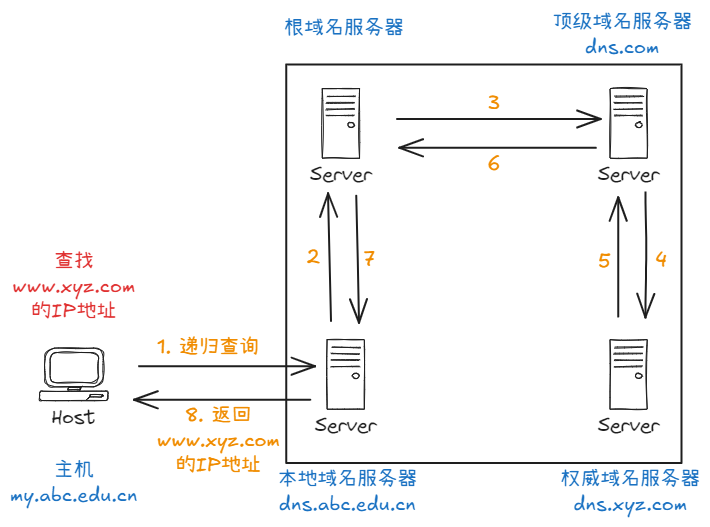 根域名服务器
顶级域名服务器
dns.com
3
6
Server
Server
查找
www.xyz.com
的IP地址
2
7
5
4
1. 递归查询
8. 返回
www.xyz.com
的IP地址
Host
Server
Server
主机
my.abc.edu.cn
本地域名服务器
dns.abc.edu.cn
权威域名服务器
dns.xyz.com